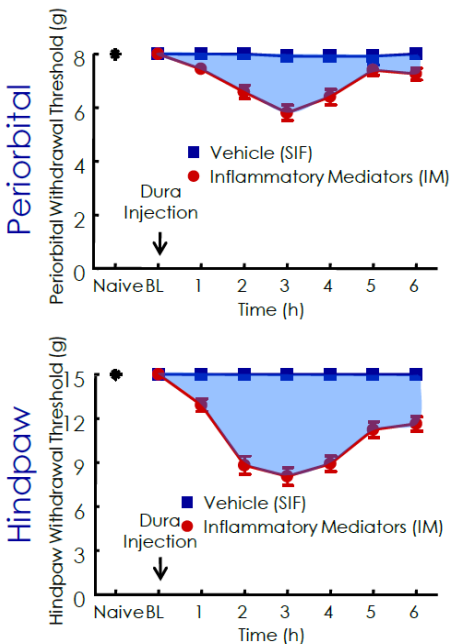 Periorbital
Periorbital Withdrawal Threshold (g)
8
6
4
2
0
Vehicle (SIF)
Inflammatory Mediators (IM)
Dura
Injection
Naive BL 1 2 3 4 5 6
Time (h)
Hindpaw
Hindpaw Withdrawal Threshold (g)
15
12
9
6
3
0
Vehicle (SIF)
Inflammatory Mediators (IM)
Dura
Injection
Naive BL 1 2 3 4 5 6
Time (h)